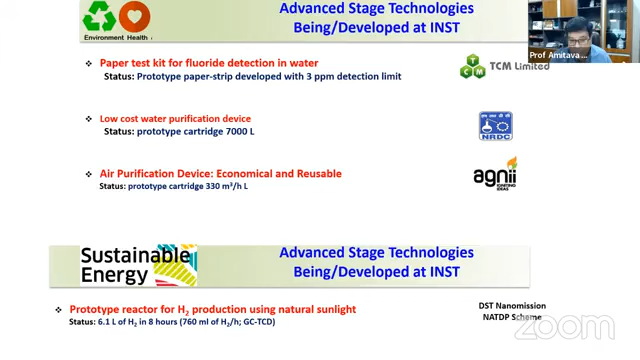 Environment Health
Advanced Stage Technologies
Being/Developed at INST
Prof Amitava ...
Paper test kit for fluoride detection in water
Status: Prototype paper-strip developed with 3 ppm detection limit
TCM
TCM Limited
Low cost water purification device
Status: prototype cartridge 7000 L
NRDC
Air Purification Device: Economical and Reusable
Status: prototype cartridge 330 m³/h L
agnii
IGNITING
IDEAS
Sustainable
Energy
Advanced Stage Technologies
Being/Developed at INST
Prototype reactor for H₂ production using natural sunlight
Status: 6.1 L of H₂ in 8 hours (760 ml of H₂/h; GC-TCD)
DST Nanomission
NATDP Scheme
zoom